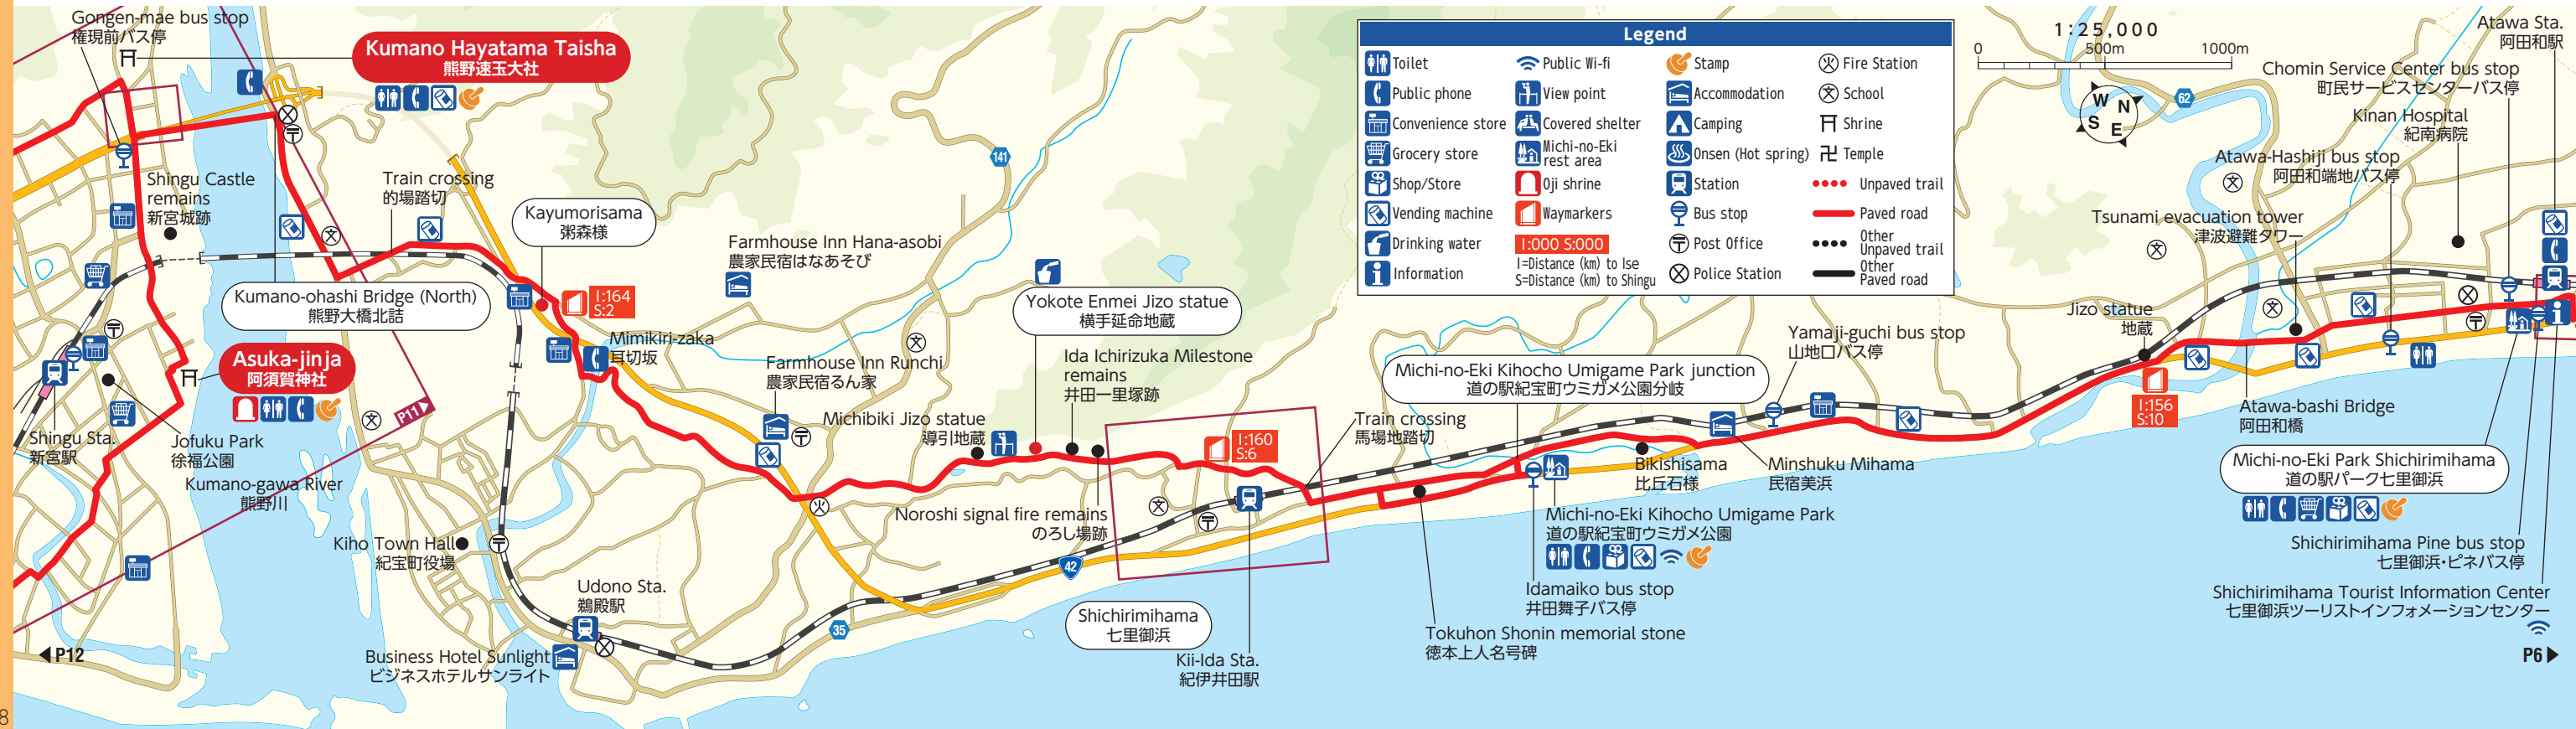 Gongen-mae bus stop
権現前バス停
Kumano Hayatama Taisha
熊野速玉大社
Shingu Castle
remains
新宮城跡
Train crossing
的場踏切
Kayumorisama
粥森様
Kumano-ohashi Bridge (North)
熊野大橋北詰
I:164
S:2
Mimikiri-zaka
耳切坂
Asuka-jinja
阿須賀神社
P11
Shingu Sta.
新宮駅
Jofuku Park
徐福公園
Kumano-gawa River
熊野川
Kiho Town Hall
紀宝町役場
Udono Sta.
鵜殿駅
Business Hotel Sunlight
ビジネスホテルサンライト
P12
8
141
Farmhouse Inn Hana-asobi
農家民宿はなあそび
Farmhouse Inn Runchi
農家民宿るん家
Yokote Enmei Jizo statue
横手延命地蔵
Ida Ichirizuka Milestone
remains
井田一里塚跡
Michibiki Jizo statue
導引地蔵
Noroshi signal fire remains
のろし場跡
I:160
S:6
42
35
Shichirimihama
七里御浜
Kii-Ida Sta.
紀伊井田駅
Train crossing
馬場地踏切
Michi-no-Eki Kihocho Umigame Park junction
道の駅紀宝町ウミガメ公園分岐
Yamaji-guchi bus stop
山地口バス停
Bikishisama
比丘石様
Minshuku Mihama
民宿美浜
Michi-no-Eki Kihocho Umigame Park
道の駅紀宝町ウミガメ公園
Idamaiko bus stop
井田舞子バス停
Tokuhon Shonin memorial stone
徳本上人名号碑
Legend
Toilet
Public phone
Convenience store
Grocery store
Shop/Store
Vending machine
Drinking water
Information
Public Wi-fi
View point
Covered shelter
Michi-no-Eki
rest area
Oji shrine
Waymarkers
I:000 S:000
I=Distance (km) to Ise
S=Distance (km) to Shingu
Stamp
Accommodation
Camping
Onsen (Hot spring)
Station
Bus stop
Post Office
Police Station
Fire Station
School
Shrine
Temple
Unpaved trail
Paved road
Other
Unpaved trail
Other
Paved road
1:25,000
0 500m 1000m
W N
S E
62
Atawa Sta.
阿田和駅
Chomin Service Center bus stop
町民サービスセンターバス停
Kinan Hospital
紀南病院
Atawa-Hashiji bus stop
阿田和端地バス停
Tsunami evacuation tower
津波避難タワー
Jizo statue
地蔵
I:156
S:10
Atawa-bashi Bridge
阿田和橋
Michi-no-Eki Park Shichirimihama
道の駅パーク七里御浜
Shichirimihama Pine bus stop
七里御浜・ピネバス停
Shichirimihama Tourist Information Center
七里御浜ツーリストインフォメーションセンター
P6